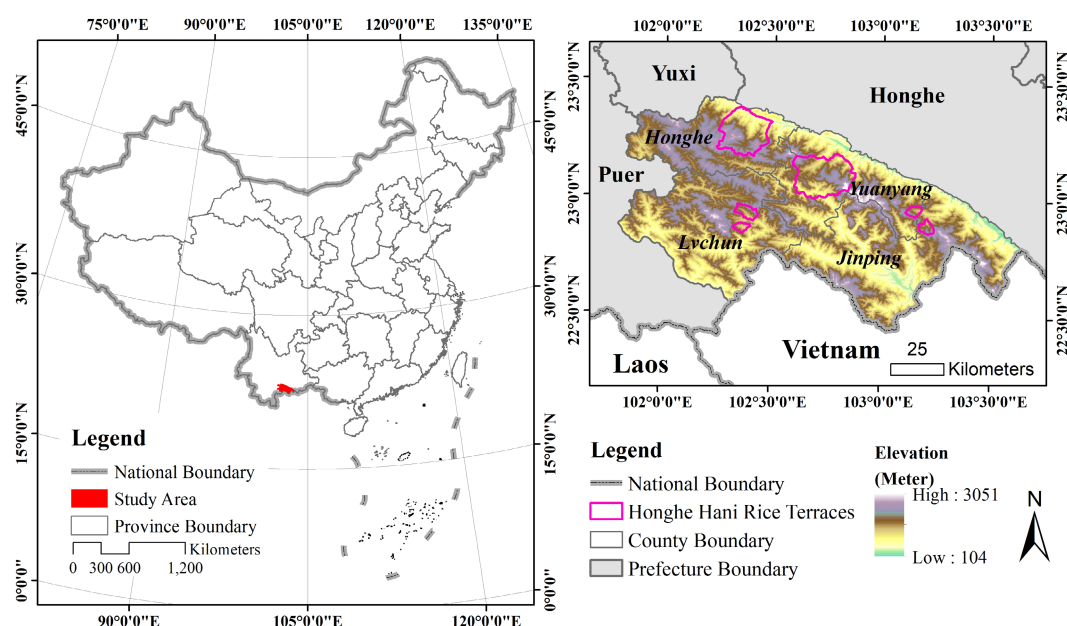 75°0'0"E 90°0'0"E 105°0'0"E 120°0'0"E 135°0'0"E
45°0'0"N
30°0'0"N
15°0'0"N
0°0'0"
45°0'0"N
30°0'0"N
15°0'0"N
0°0'0"
Legend
National Boundary
Study Area
Province Boundary
Kilometers
0 300 600 1,200
90°0'0"E 105°0'0"E 120°0'0"E
102°0'0"E 102°30'0"E 103°0'0"E 103°30'0"E
23°30'0"N
23°0'0"N
22°30'0"N
23°30'0"N
23°0'0"N
22°30'0"N
Yuxi
Honghe
Honghe
Puer
Yuanyang
Lvchun
Jinping
Vietnam
Laos
25
Kilometers
102°0'0"E 102°30'0"E 103°0'0"E 103°30'0"E
Legend
National Boundary
Honghe Hani Rice Terraces
County Boundary
Prefecture Boundary
Elevation
(Meter)
High : 3051
Low : 104
N